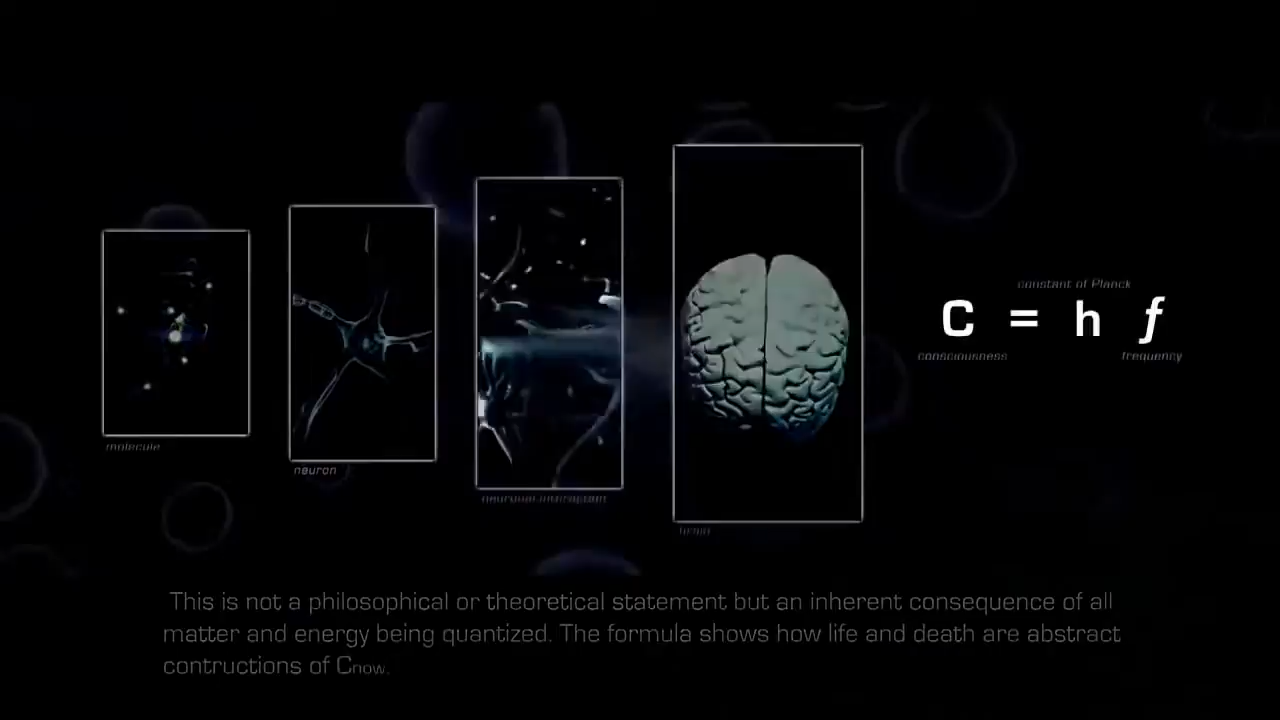 constant of Planck
C = h f
consciousness
frequency
molecule
neuron
brain
This is not a philosophical or theoretical statement but an inherent consequence of all
matter and energy being quantized. The formula shows how life and death are abstract
contructions of Cnow.